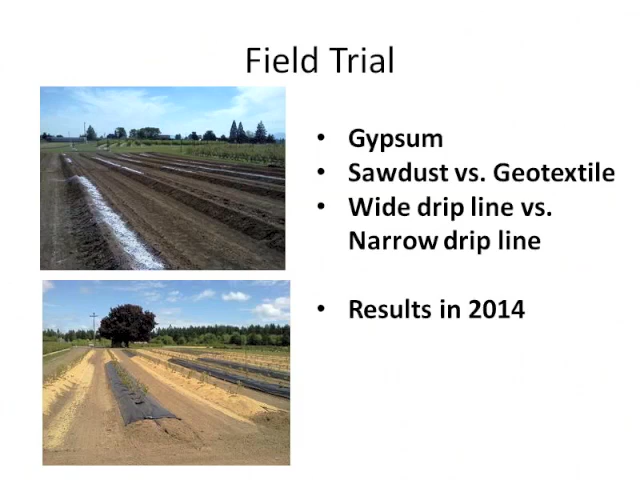 Field Trial
• Gypsum
• Sawdust vs. Geotextile
• Wide drip line vs.
Narrow drip line
• Results in 2014